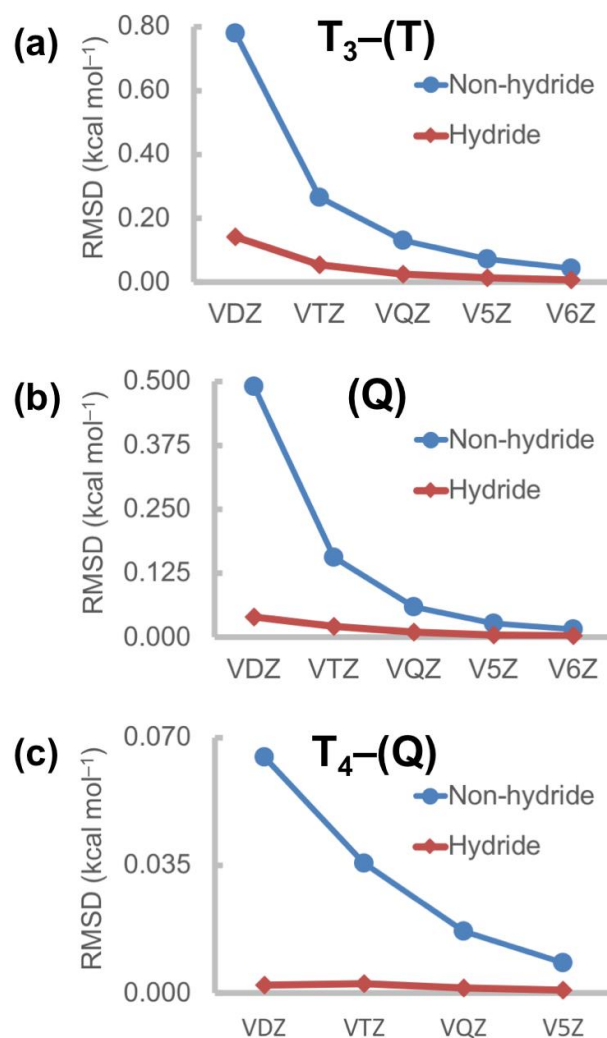 (a)
T₃–(T)
RMSD (kcal mol⁻¹)
0.80
0.60
0.40
0.20
0.00
Non-hydride
Hydride
VDZ VTZ VQZ V5Z V6Z
(b)
(Q)
RMSD (kcal mol⁻¹)
0.500
0.375
0.250
0.125
0.000
Non-hydride
Hydride
VDZ VTZ VQZ V5Z V6Z
(c)
T₄–(Q)
RMSD (kcal mol⁻¹)
0.070
0.035
0.000
Non-hydride
Hydride
VDZ VTZ VQZ V5Z